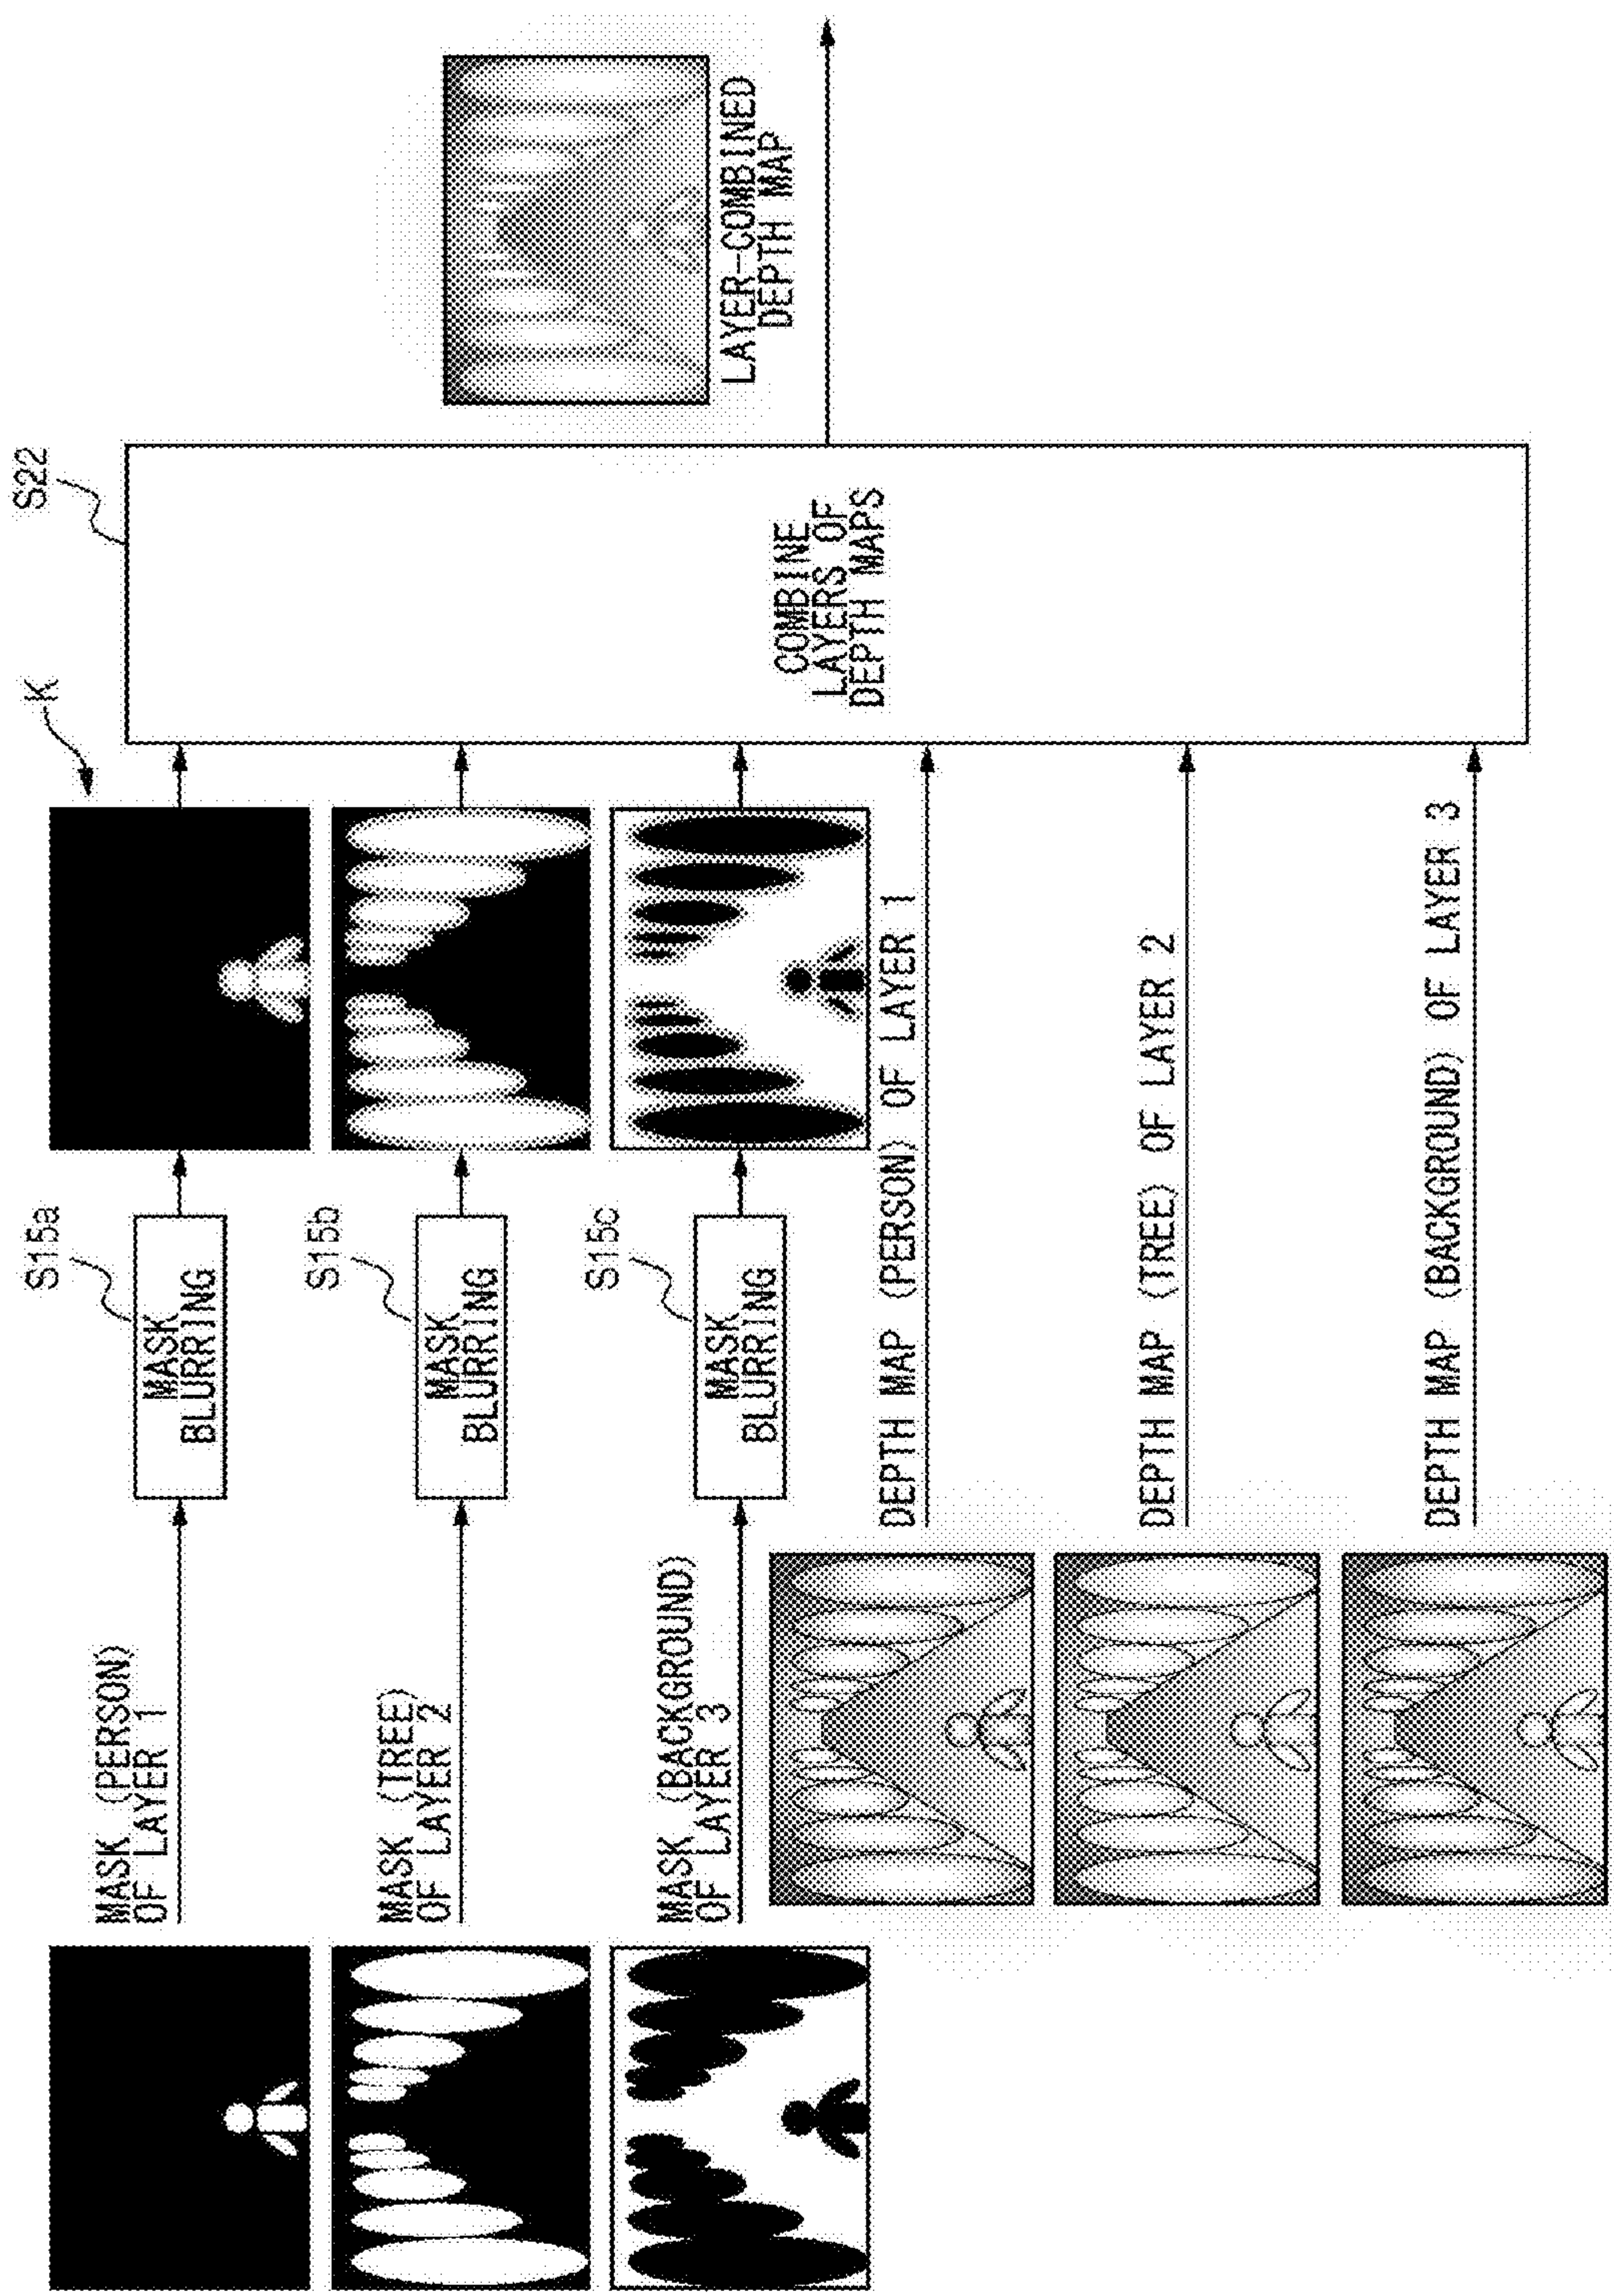 MASK (PERSON)
OF LAYER 1
S15a
MASK
BLURRING
K
S22
MASK (TREE)
OF LAYER 2
S15b
MASK
BLURRING
MASK (BACKGROUND)
OF LAYER 3
S15c
MASK
BLURRING
COMBINE
LAYERS OF
DEPTH MAPS
LAYER-COMBINED
DEPTH MAP
DEPTH MAP (PERSON) OF LAYER 1
DEPTH MAP (TREE) OF LAYER 2
DEPTH MAP (BACKGROUND) OF LAYER 3